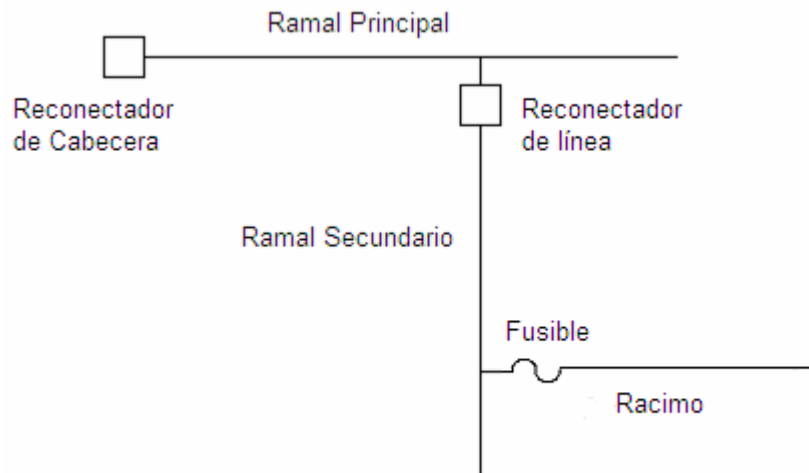 Ramal Principal
Reconectador
de Cabecera
Reconectador
de línea
Ramal Secundario
Fusible
Racimo